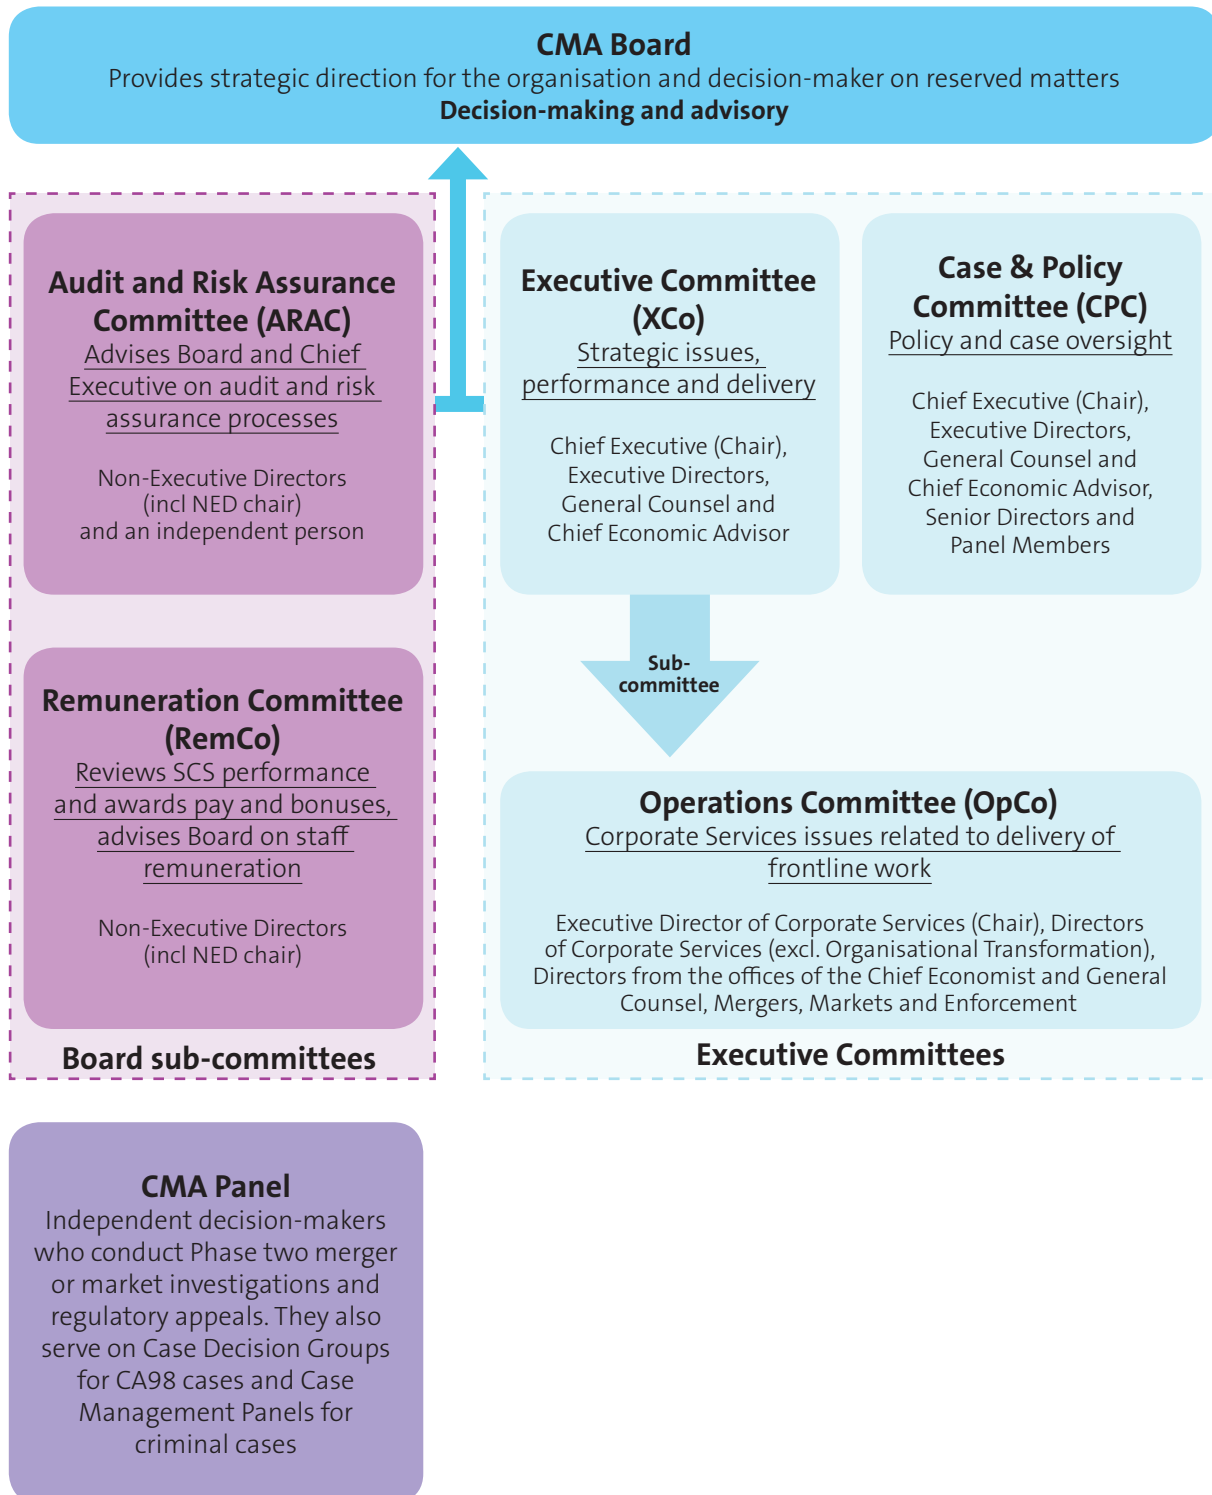 CMA Board
Provides strategic direction for the organisation and decision-maker on reserved matters
Decision-making and advisory
Audit and Risk Assurance
Committee (ARAC)
Advises Board and Chief
Executive on audit and risk
assurance processes
Non-Executive Directors
(incl NED chair)
and an independent person
Remuneration Committee
(RemCo)
Reviews SCS performance
and awards pay and bonuses,
advises Board on staff
remuneration
Non-Executive Directors
(incl NED chair)
Board sub-committees
Executive Committee
(XCo)
Strategic issues,
performance and delivery
Chief Executive (Chair),
Executive Directors,
General Counsel and
Chief Economic Advisor
Case & Policy
Committee (CPC)
Policy and case oversight
Chief Executive (Chair),
Executive Directors,
General Counsel and
Chief Economic Advisor,
Senior Directors and
Panel Members
Sub-
committee
Operations Committee (OpCo)
Corporate Services issues related to delivery of
frontline work
Executive Director of Corporate Services (Chair), Directors
of Corporate Services (excl. Organisational Transformation),
Directors from the offices of the Chief Economist and General
Counsel, Mergers, Markets and Enforcement
Executive Committees
CMA Panel
Independent decision-makers
who conduct Phase two merger
or market investigations and
regulatory appeals. They also
serve on Case Decision Groups
for CA98 cases and Case
Management Panels for
criminal cases